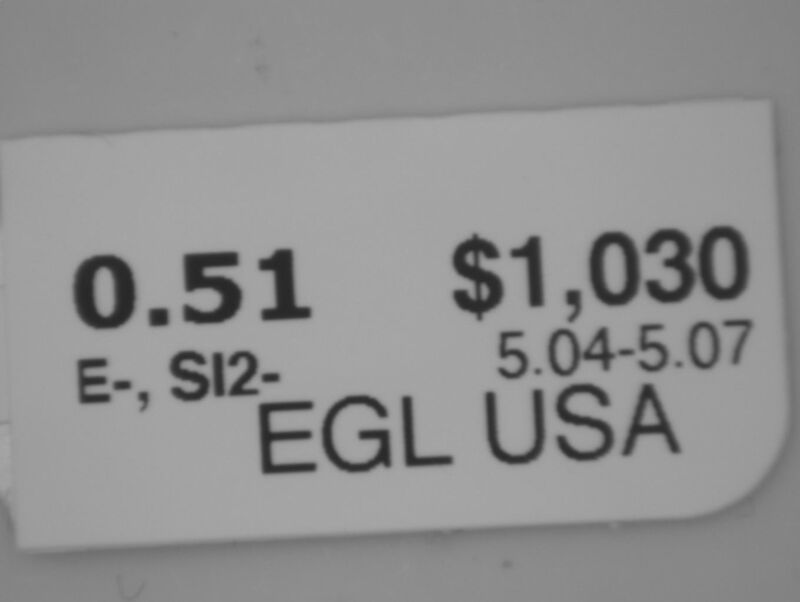 0.51 $1,030
E-, SI2- 5.04-5.07
EGL USA